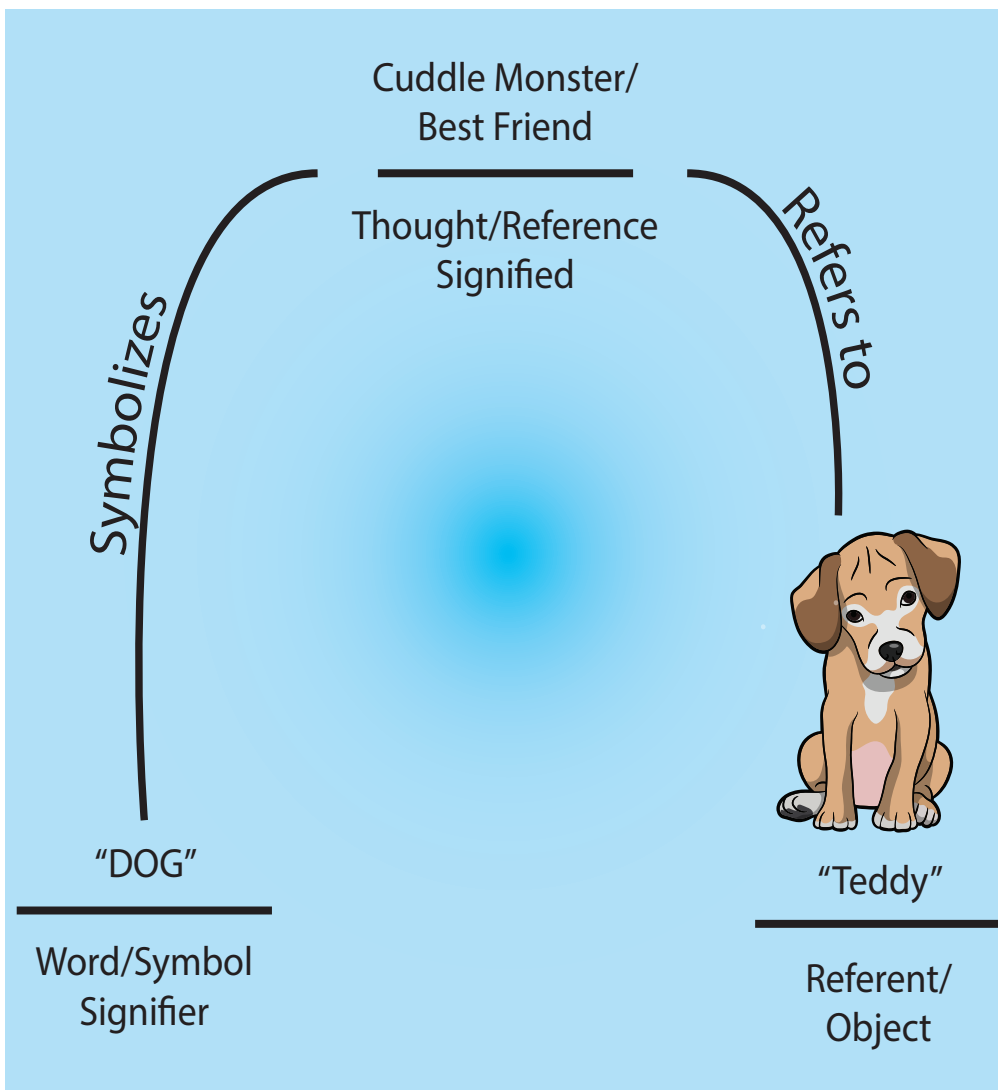 Cuddle Monster/
Best Friend
Thought/Reference
Signified
Symbolizes
Refers to
“DOG”
Word/Symbol
Signifier
“Teddy”
Referent/
Object